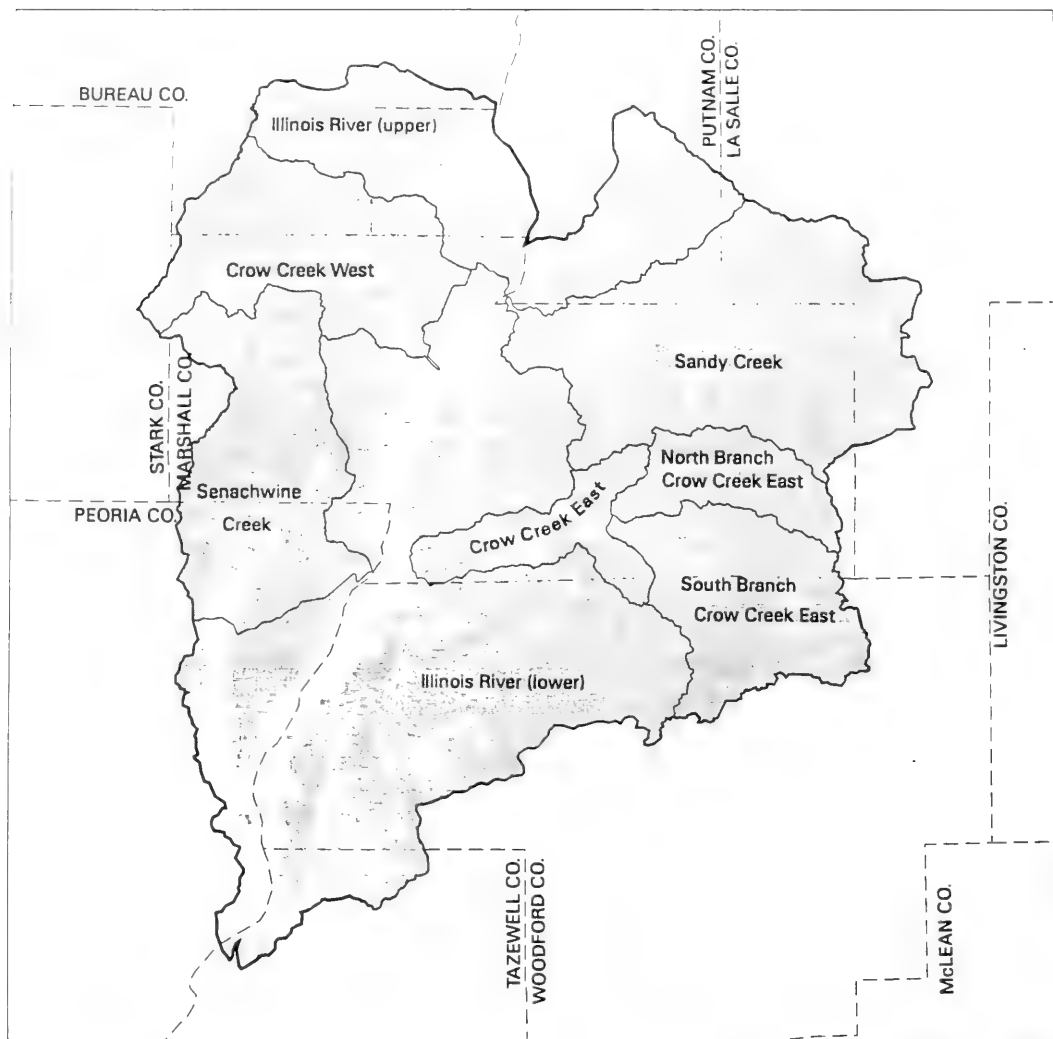 BUREAU CO.
Illinois River (upper)
PUTNAM CO.
LA SALLE CO.
Crow Creek West
Sandy Creek
STARK CO.
MARSHALL CO.
North Branch
Crow Creek East
Senachwine
Creek
PEORIA CO.
Crow Creek East
LIVINGSTON CO.
South Branch
Crow Creek East
Illinois River (lower)
TAZEWELL CO.
WOODFORD CO.
McLEAN CO.